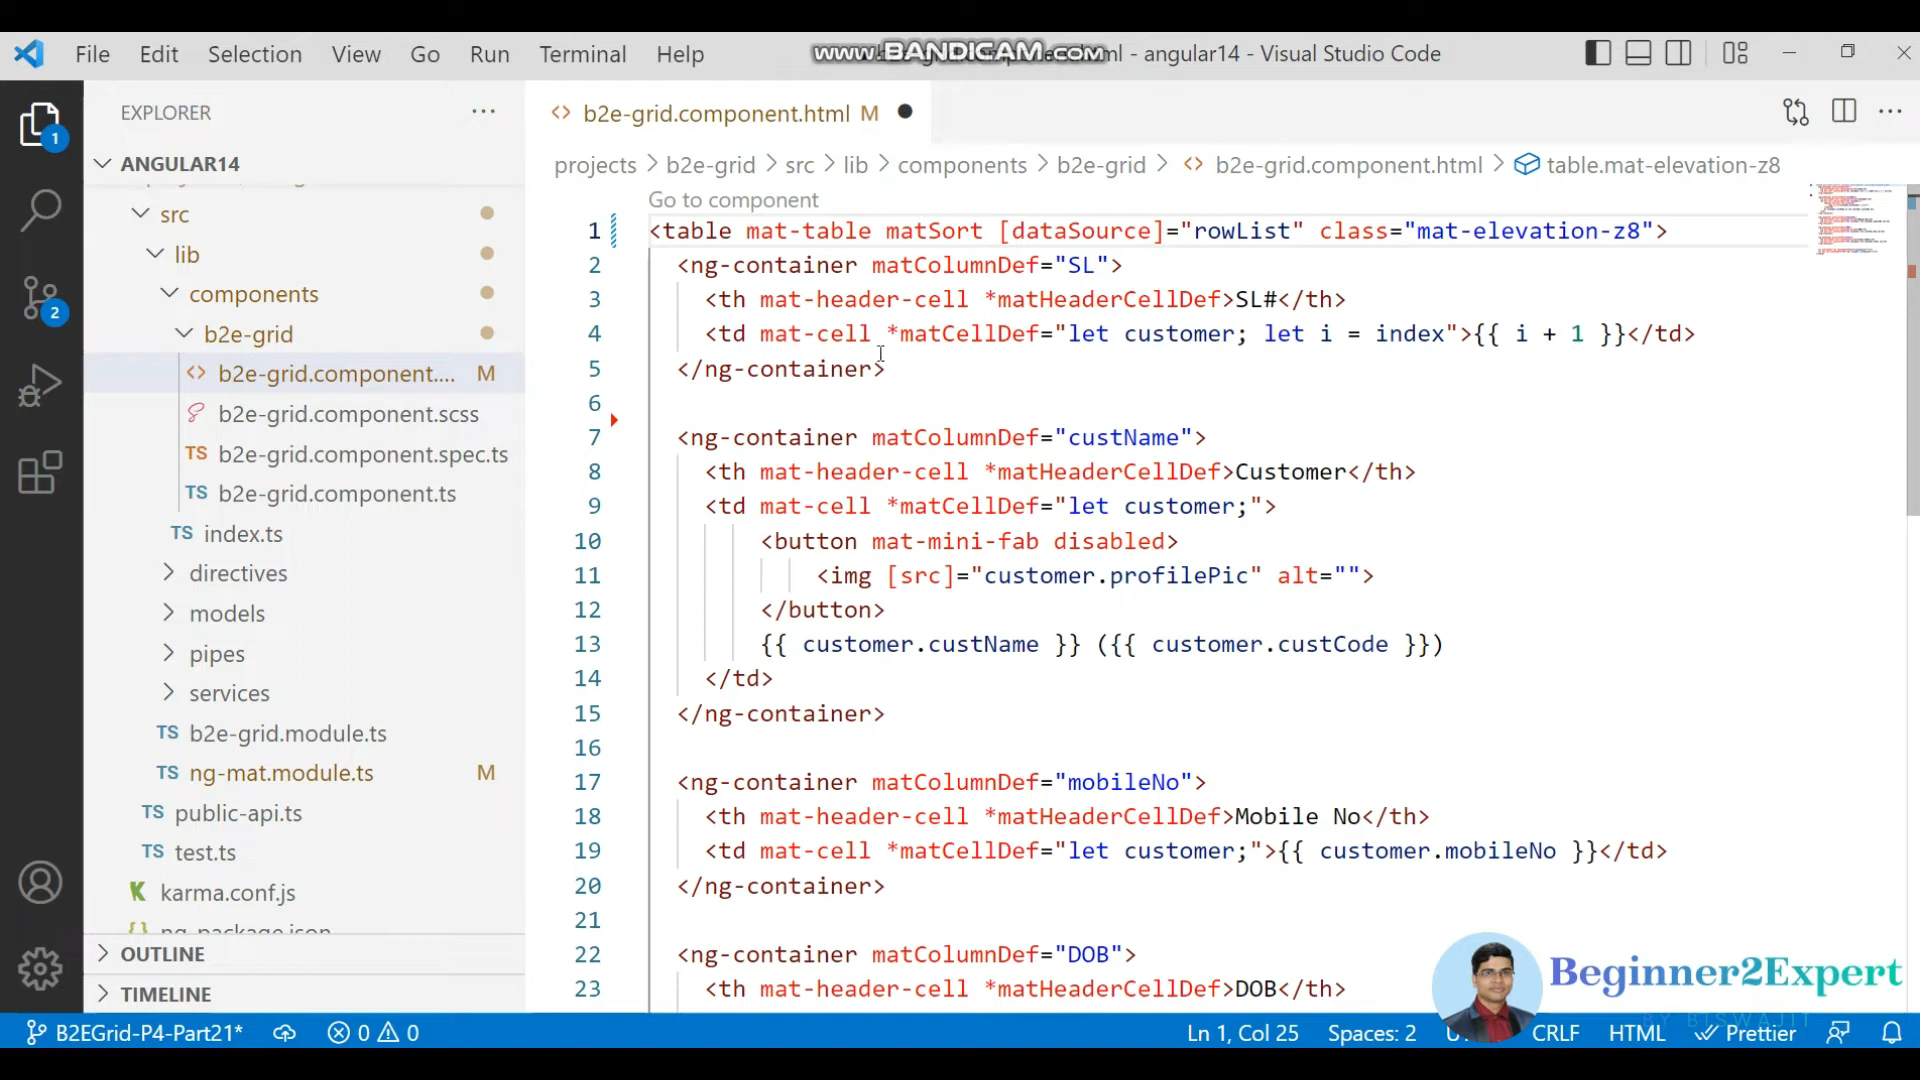 File Edit Selection View Go Run Terminal Help
www.BANDICAM.com - angular14 - Visual Studio Code
EXPLORER
ANGULAR14
src
lib
components
b2e-grid
b2e-grid.component.... M
b2e-grid.component.scss
TS b2e-grid.component.spec.ts
TS b2e-grid.component.ts
TS index.ts
directives
models
pipes
services
TS b2e-grid.module.ts
TS ng-mat.module.ts M
TS public-api.ts
TS test.ts
karma.conf.js
{} ng-package.json
OUTLINE
TIMELINE
1
2
b2e-grid.component.html M
projects > b2e-grid > src > lib > components > b2e-grid > b2e-grid.component.html > table.mat-elevation-z8
Go to component
1 <table mat-table matSort [dataSource]="rowList" class="mat-elevation-z8">
2 <ng-container matColumnDef="SL">
3 <th mat-header-cell *matHeaderCellDef>SL#</th>
4 <td mat-cell *matCellDef="let customer; let i = index">{{ i + 1 }}</td>
5 </ng-container>
6
7 <ng-container matColumnDef="custName">
8 <th mat-header-cell *matHeaderCellDef>Customer</th>
9 <td mat-cell *matCellDef="let customer;">
10 <button mat-mini-fab disabled>
11 <img [src]="customer.profilePic" alt="">
12 </button>
13 {{ customer.custName }} ({{ customer.custCode }})
14 </td>
15 </ng-container>
16
17 <ng-container matColumnDef="mobileNo">
18 <th mat-header-cell *matHeaderCellDef>Mobile No</th>
19 <td mat-cell *matCellDef="let customer;">{{ customer.mobileNo }}</td>
20 </ng-container>
21
22 <ng-container matColumnDef="DOB">
23 <th mat-header-cell *matHeaderCellDef>DOB</th>
Beginner2Expert
BY BISWAJIT
B2EGrid-P4-Part21* 0 0 Ln 1, Col 25 Spaces: 2 CRLF HTML Prettier